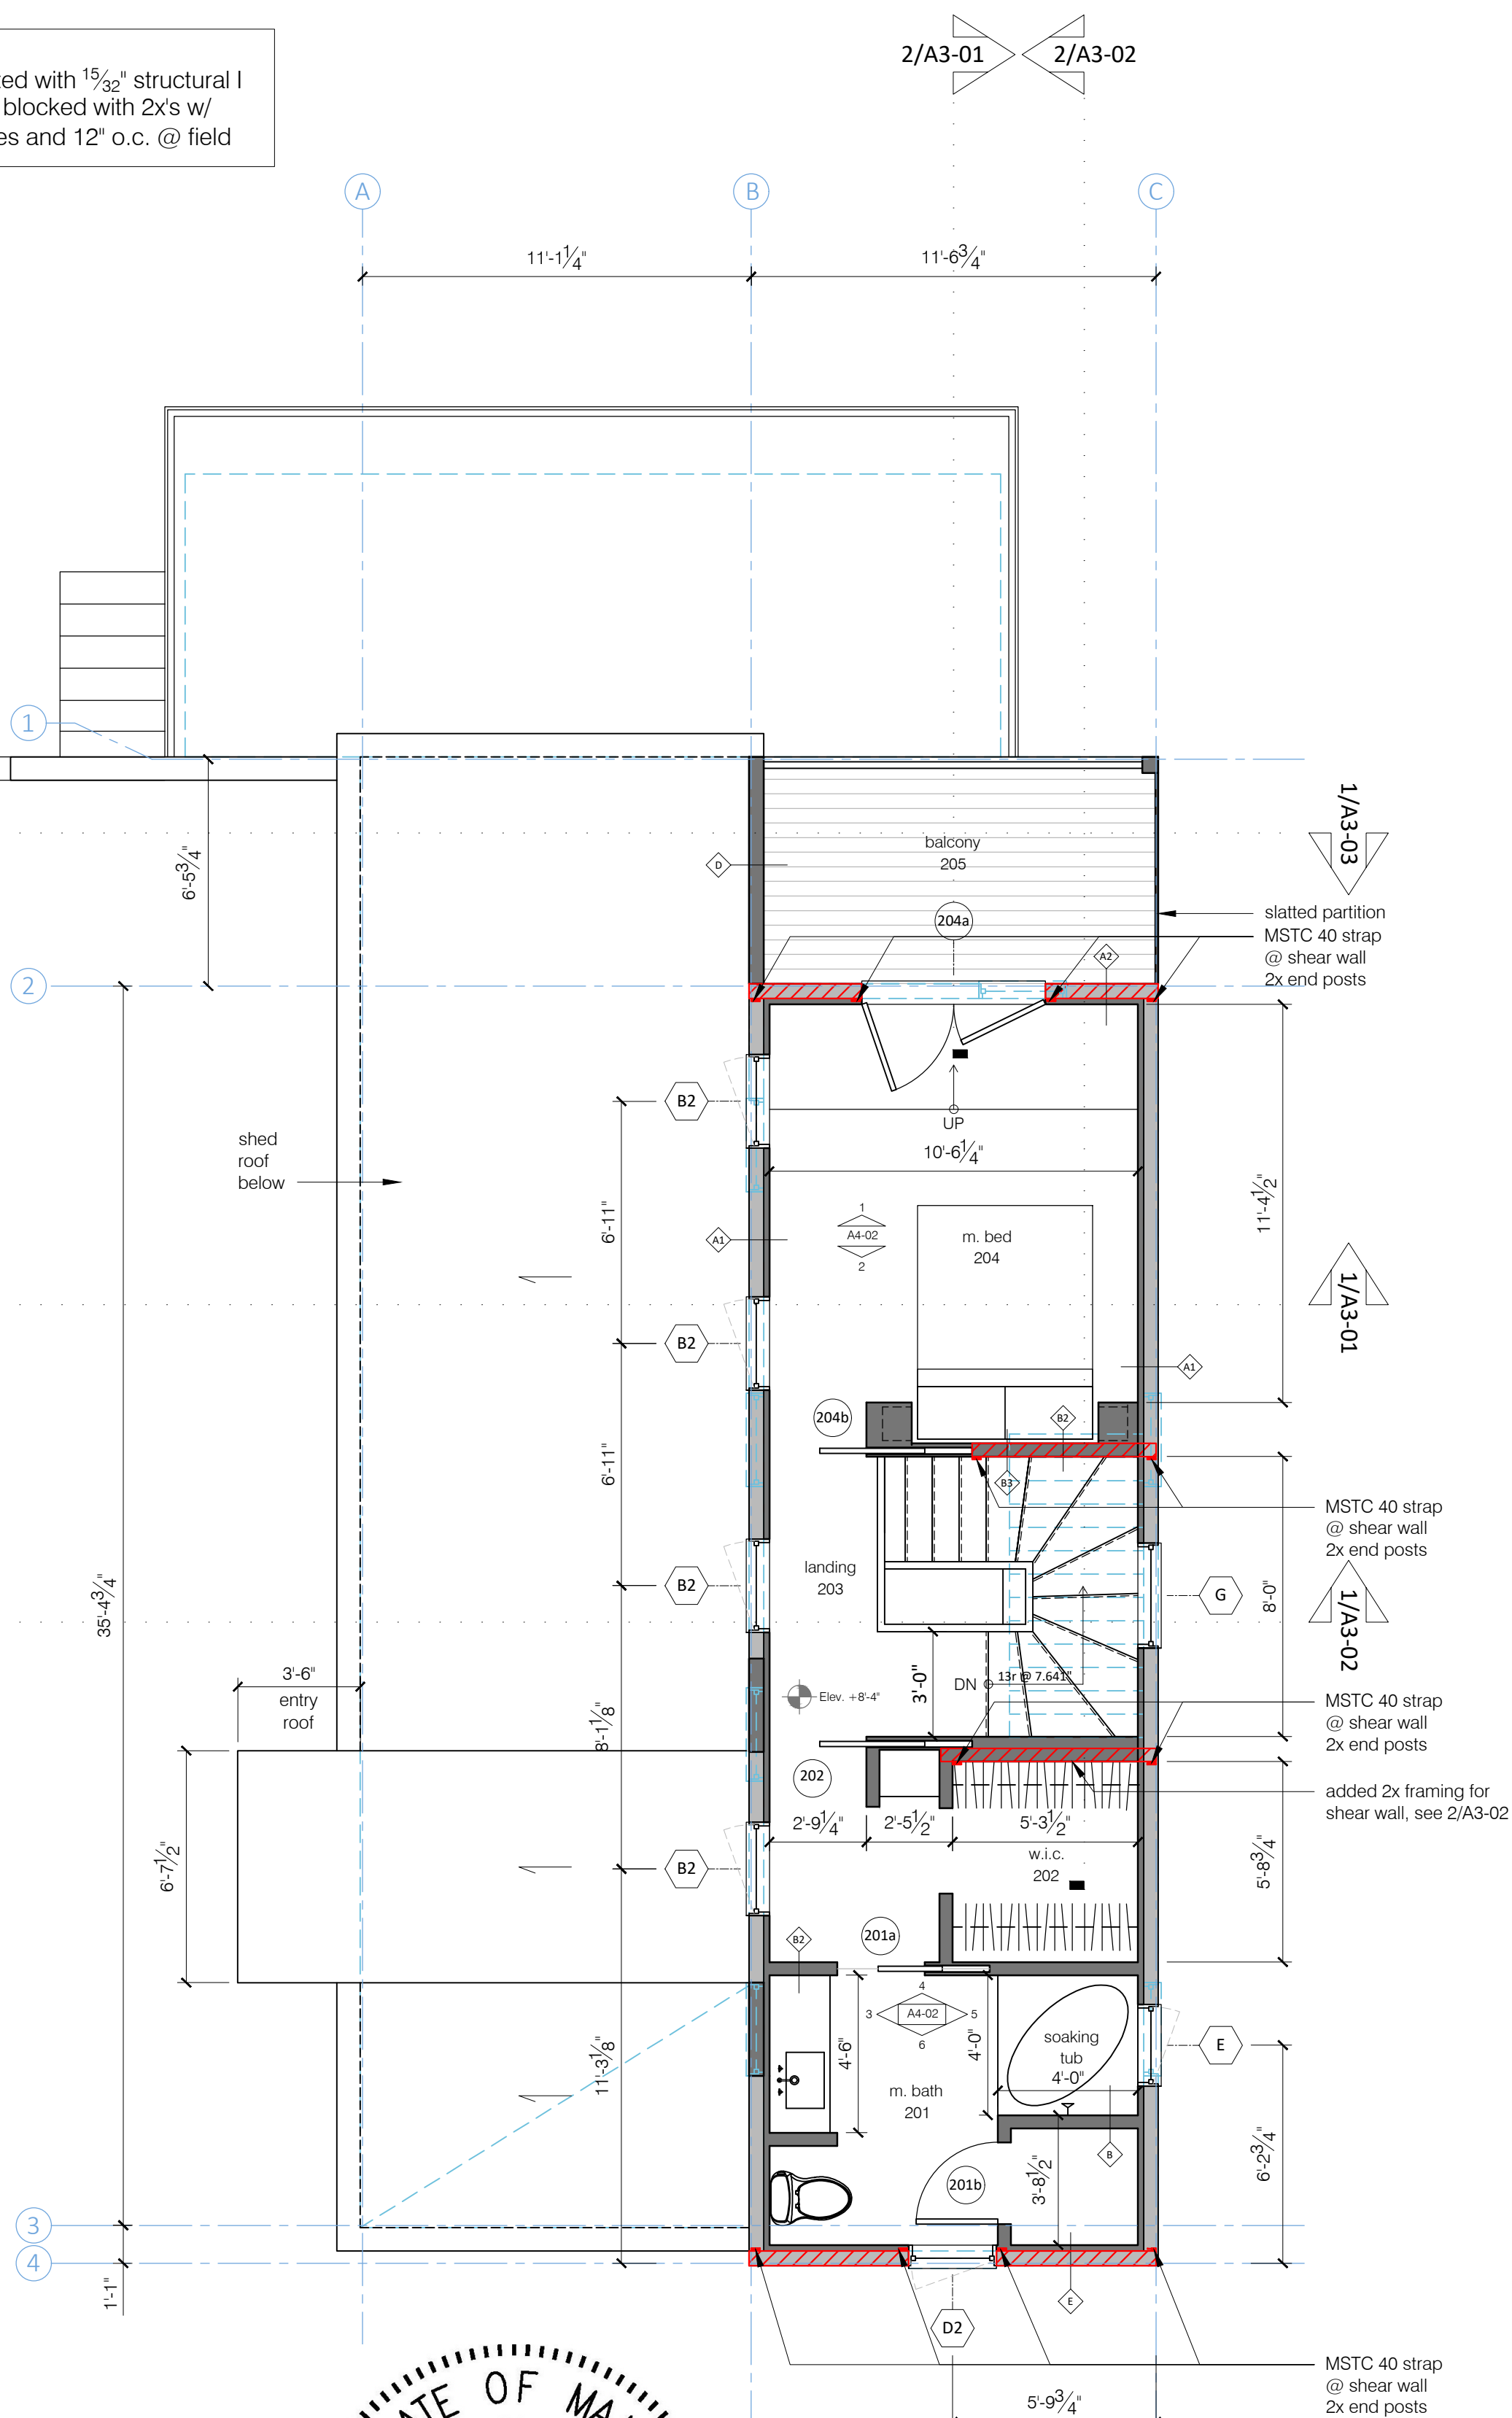 2/A3-01 2/A3-02
ed with 15/32" structural I
blocked with 2x's w/
es and 12" o.c. @ field
A B C
11'-1 1/4" 11'-6 3/4"
1
6'-5 3/4"
balcony
205
D
204a
A2
1/A3-03
slatted partition
MSTC 40 strap
@ shear wall
2x end posts
2
B2
UP
10'-6 1/4"
shed
roof
below
6'-11"
A1
1
A4-02
2
m. bed
204
11'-4 1/2"
1/A3-01
B2
A1
204b
B2
B3
6'-11"
MSTC 40 strap
@ shear wall
2x end posts
landing
203
B2
G
8'-0"
1/A3-02
35'-4 3/4"
3'-6"
entry
roof
Elev. +8'-4"
3'-0"
DN
13r @ 7.641"
8'-1 1/8"
MSTC 40 strap
@ shear wall
2x end posts
202
added 2x framing for
shear wall, see 2/A3-02
2'-9 1/4" 2'-5 1/2" 5'-3 1/2"
w.i.c.
202
6'-7 1/2"
B2
5'-8 3/4"
B2
201a
4
3 A4-02 5
6
4'-6"
4'-0"
soaking
tub
4'-0"
E
11'-3 1/8"
m. bath
201
B
201b
3'-8 1/2"
6'-2 3/4"
3
4
1'-1"
E
D2
MSTC 40 strap
@ shear wall
2x end posts
5'-9 3/4"
ATE OF MA